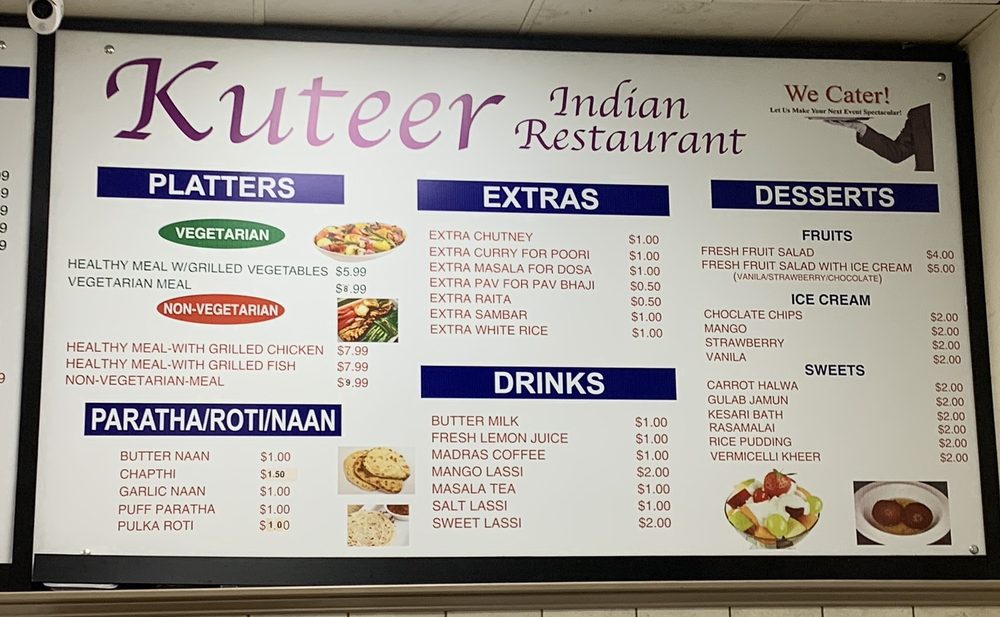 Kuteer Indian
Restaurant
We Cater!
Let Us Make Your Next Event Spectacular!
PLATTERS
VEGETARIAN
HEALTHY MEAL W/GRILLED VEGETABLES $5.99
VEGETARIAN MEAL $8.99
NON-VEGETARIAN
HEALTHY MEAL-WITH GRILLED CHICKEN $7.99
HEALTHY MEAL-WITH GRILLED FISH $7.99
NON-VEGETARIAN-MEAL $9.99
PARATHA/ROTI/NAAN
BUTTER NAAN $1.00
CHAPTHI $1.50
GARLIC NAAN $1.00
PUFF PARATHA $1.00
PULKA ROTI $1.00
EXTRAS
EXTRA CHUTNEY $1.00
EXTRA CURRY FOR POORI $1.00
EXTRA MASALA FOR DOSA $1.00
EXTRA PAV FOR PAV BHAJI $0.50
EXTRA RAITA $0.50
EXTRA SAMBAR $1.00
EXTRA WHITE RICE $1.00
DRINKS
BUTTER MILK $1.00
FRESH LEMON JUICE $1.00
MADRAS COFFEE $1.00
MANGO LASSI $2.00
MASALA TEA $1.00
SALT LASSI $1.00
SWEET LASSI $2.00
DESSERTS
FRUITS
FRESH FRUIT SALAD $4.00
FRESH FRUIT SALAD WITH ICE CREAM $5.00
(VANILA/STRAWBERRY/CHOCOLATE)
ICE CREAM
CHOCLATE CHIPS $2.00
MANGO $2.00
STRAWBERRY $2.00
VANILA $2.00
SWEETS
CARROT HALWA $2.00
GULAB JAMUN $2.00
KESARI BATH $2.00
RASAMALAI $2.00
RICE PUDDING $2.00
VERMICELLI KHEER $2.00